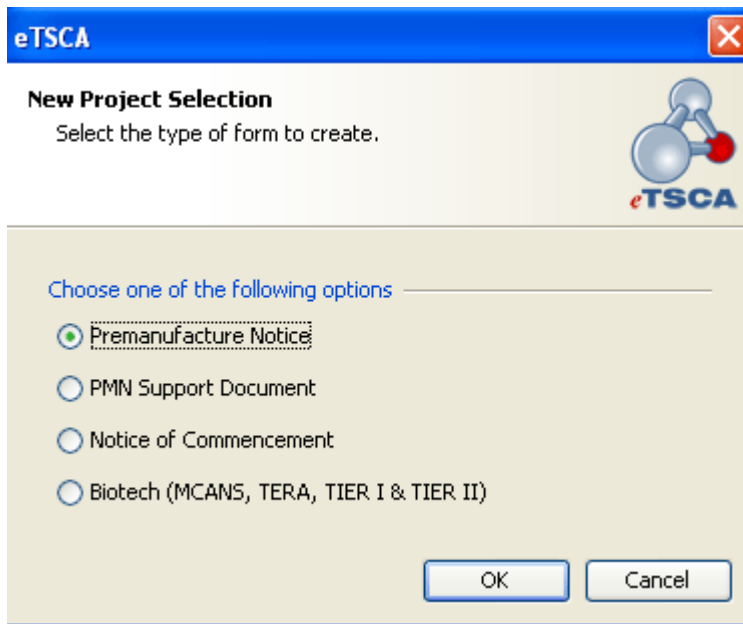 eTSCA
New Project Selection
Select the type of form to create.
eTSCA
Choose one of the following options
Premanufacture Notice
PMN Support Document
Notice of Commencement
Biotech (MCANS, TERA, TIER I & TIER II)
OK
Cancel